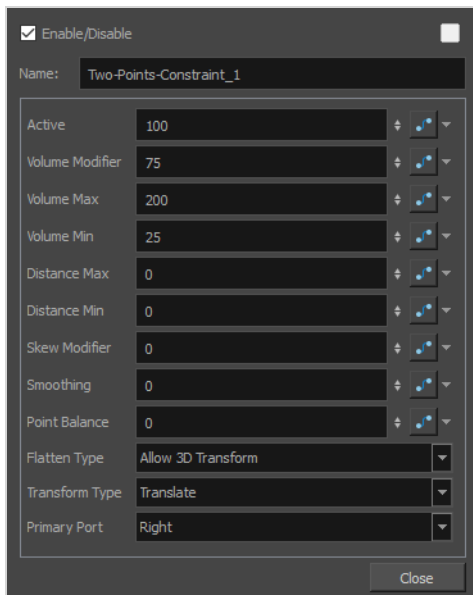 Enable/Disable
Name: Two-Points-Constraint_1
Active 100
Volume Modifier 75
Volume Max 200
Volume Min 25
Distance Max 0
Distance Min 0
Skew Modifier 0
Smoothing 0
Point Balance 0
Flatten Type Allow 3D Transform
Transform Type Translate
Primary Port Right
Close